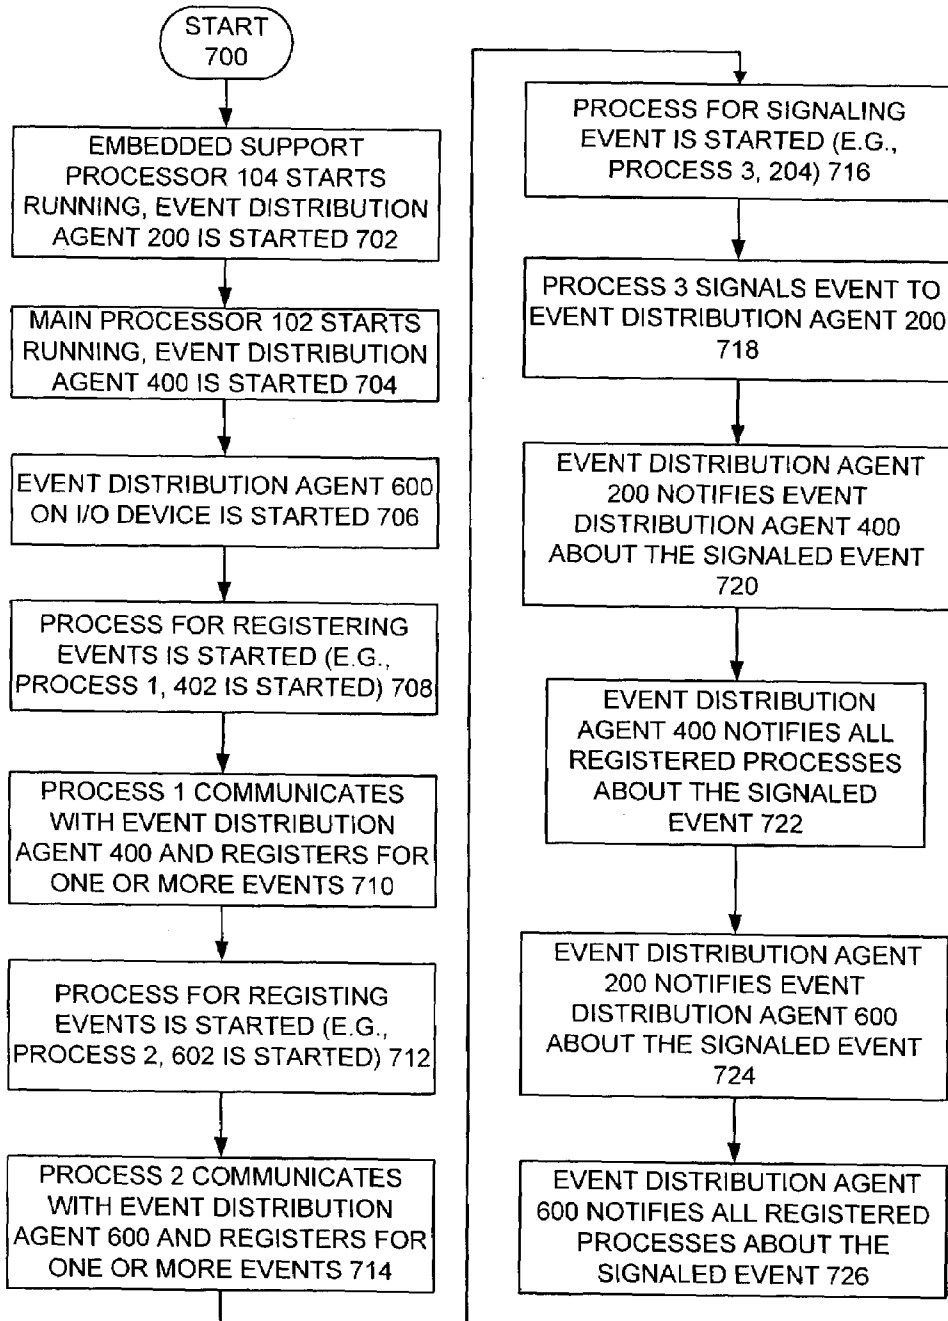 START
700
EMBEDDED SUPPORT
PROCESSOR 104 STARTS
RUNNING, EVENT DISTRIBUTION
AGENT 200 IS STARTED 702
MAIN PROCESSOR 102 STARTS
RUNNING, EVENT DISTRIBUTION
AGENT 400 IS STARTED 704
EVENT DISTRIBUTION AGENT 600
ON I/O DEVICE IS STARTED 706
PROCESS FOR REGISTERING
EVENTS IS STARTED (E.G.,
PROCESS 1, 402 IS STARTED) 708
PROCESS 1 COMMUNICATES
WITH EVENT DISTRIBUTION
AGENT 400 AND REGISTERS FOR
ONE OR MORE EVENTS 710
PROCESS FOR REGISTING
EVENTS IS STARTED (E.G.,
PROCESS 2, 602 IS STARTED) 712
PROCESS 2 COMMUNICATES
WITH EVENT DISTRIBUTION
AGENT 600 AND REGISTERS FOR
ONE OR MORE EVENTS 714
PROCESS FOR SIGNALING
EVENT IS STARTED (E.G.,
PROCESS 3, 204) 716
PROCESS 3 SIGNALS EVENT TO
EVENT DISTRIBUTION AGENT 200
718
EVENT DISTRIBUTION AGENT
200 NOTIFIES EVENT
DISTRIBUTION AGENT 400
ABOUT THE SIGNALED EVENT
720
EVENT DISTRIBUTION
AGENT 400 NOTIFIES ALL
REGISTERED PROCESSES
ABOUT THE SIGNALED
EVENT 722
EVENT DISTRIBUTION AGENT
200 NOTIFIES EVENT
DISTRIBUTION AGENT 600
ABOUT THE SIGNALED EVENT
724
EVENT DISTRIBUTION AGENT
600 NOTIFIES ALL REGISTERED
PROCESSES ABOUT THE
SIGNALED EVENT 726